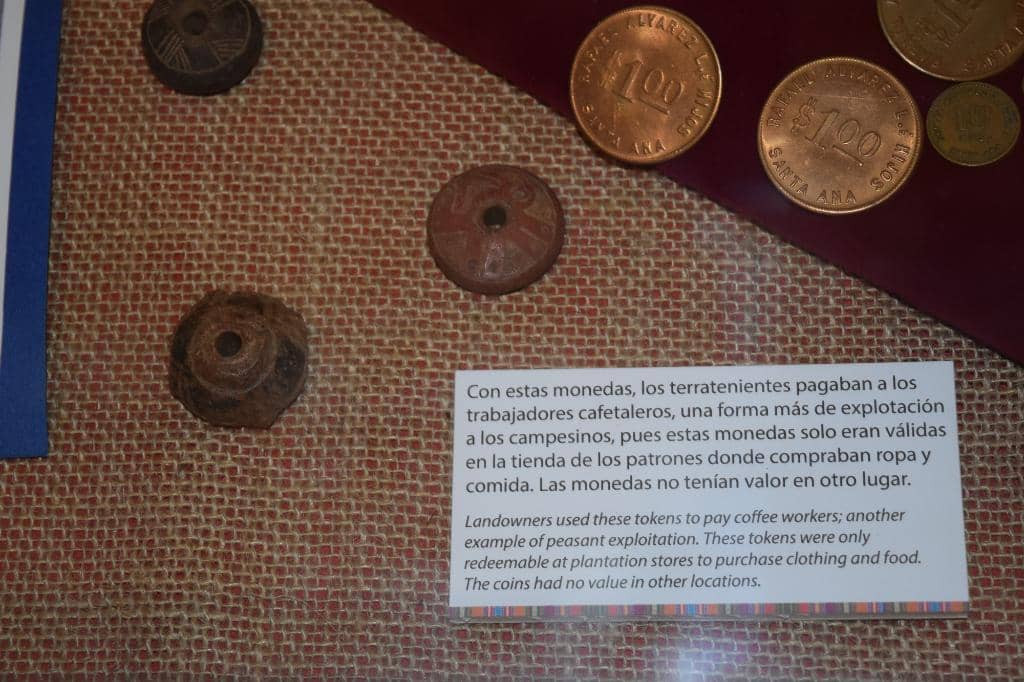 RAFAEL ALVAREZ L. é HIJOS
$1.00
SANTA ANA
RAFAEL ALVAREZ L. é HIJOS
$1.00
SANTA ANA
SANTA
10
Con estas monedas, los terratenientes pagaban a los
trabajadores cafetaleros, una forma más de explotación
a los campesinos, pues estas monedas solo eran válidas
en la tienda de los patrones donde compraban ropa y
comida. Las monedas no tenían valor en otro lugar.
Landowners used these tokens to pay coffee workers; another
example of peasant exploitation. These tokens were only
redeemable at plantation stores to purchase clothing and food.
The coins had no value in other locations.